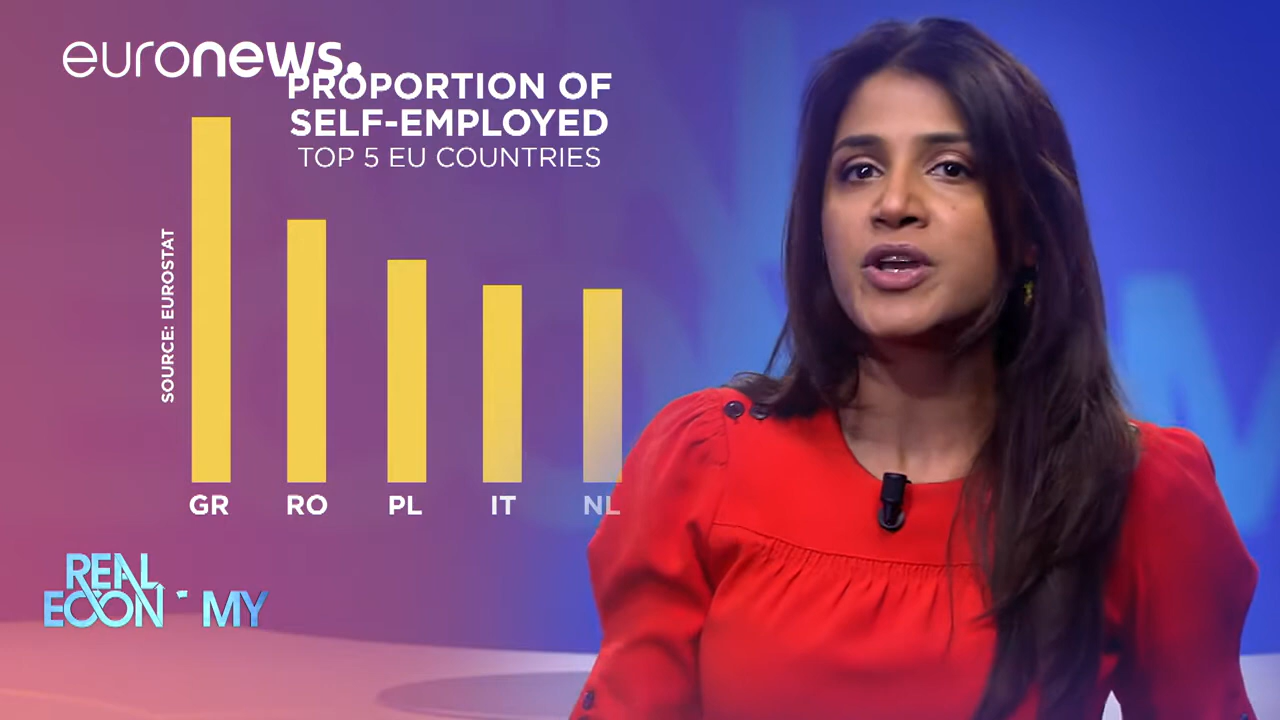 euronews.
PROPORTION OF
SELF-EMPLOYED
TOP 5 EU COUNTRIES
SOURCE: EUROSTAT
GR RO PL IT NL
REAL
ECON MY